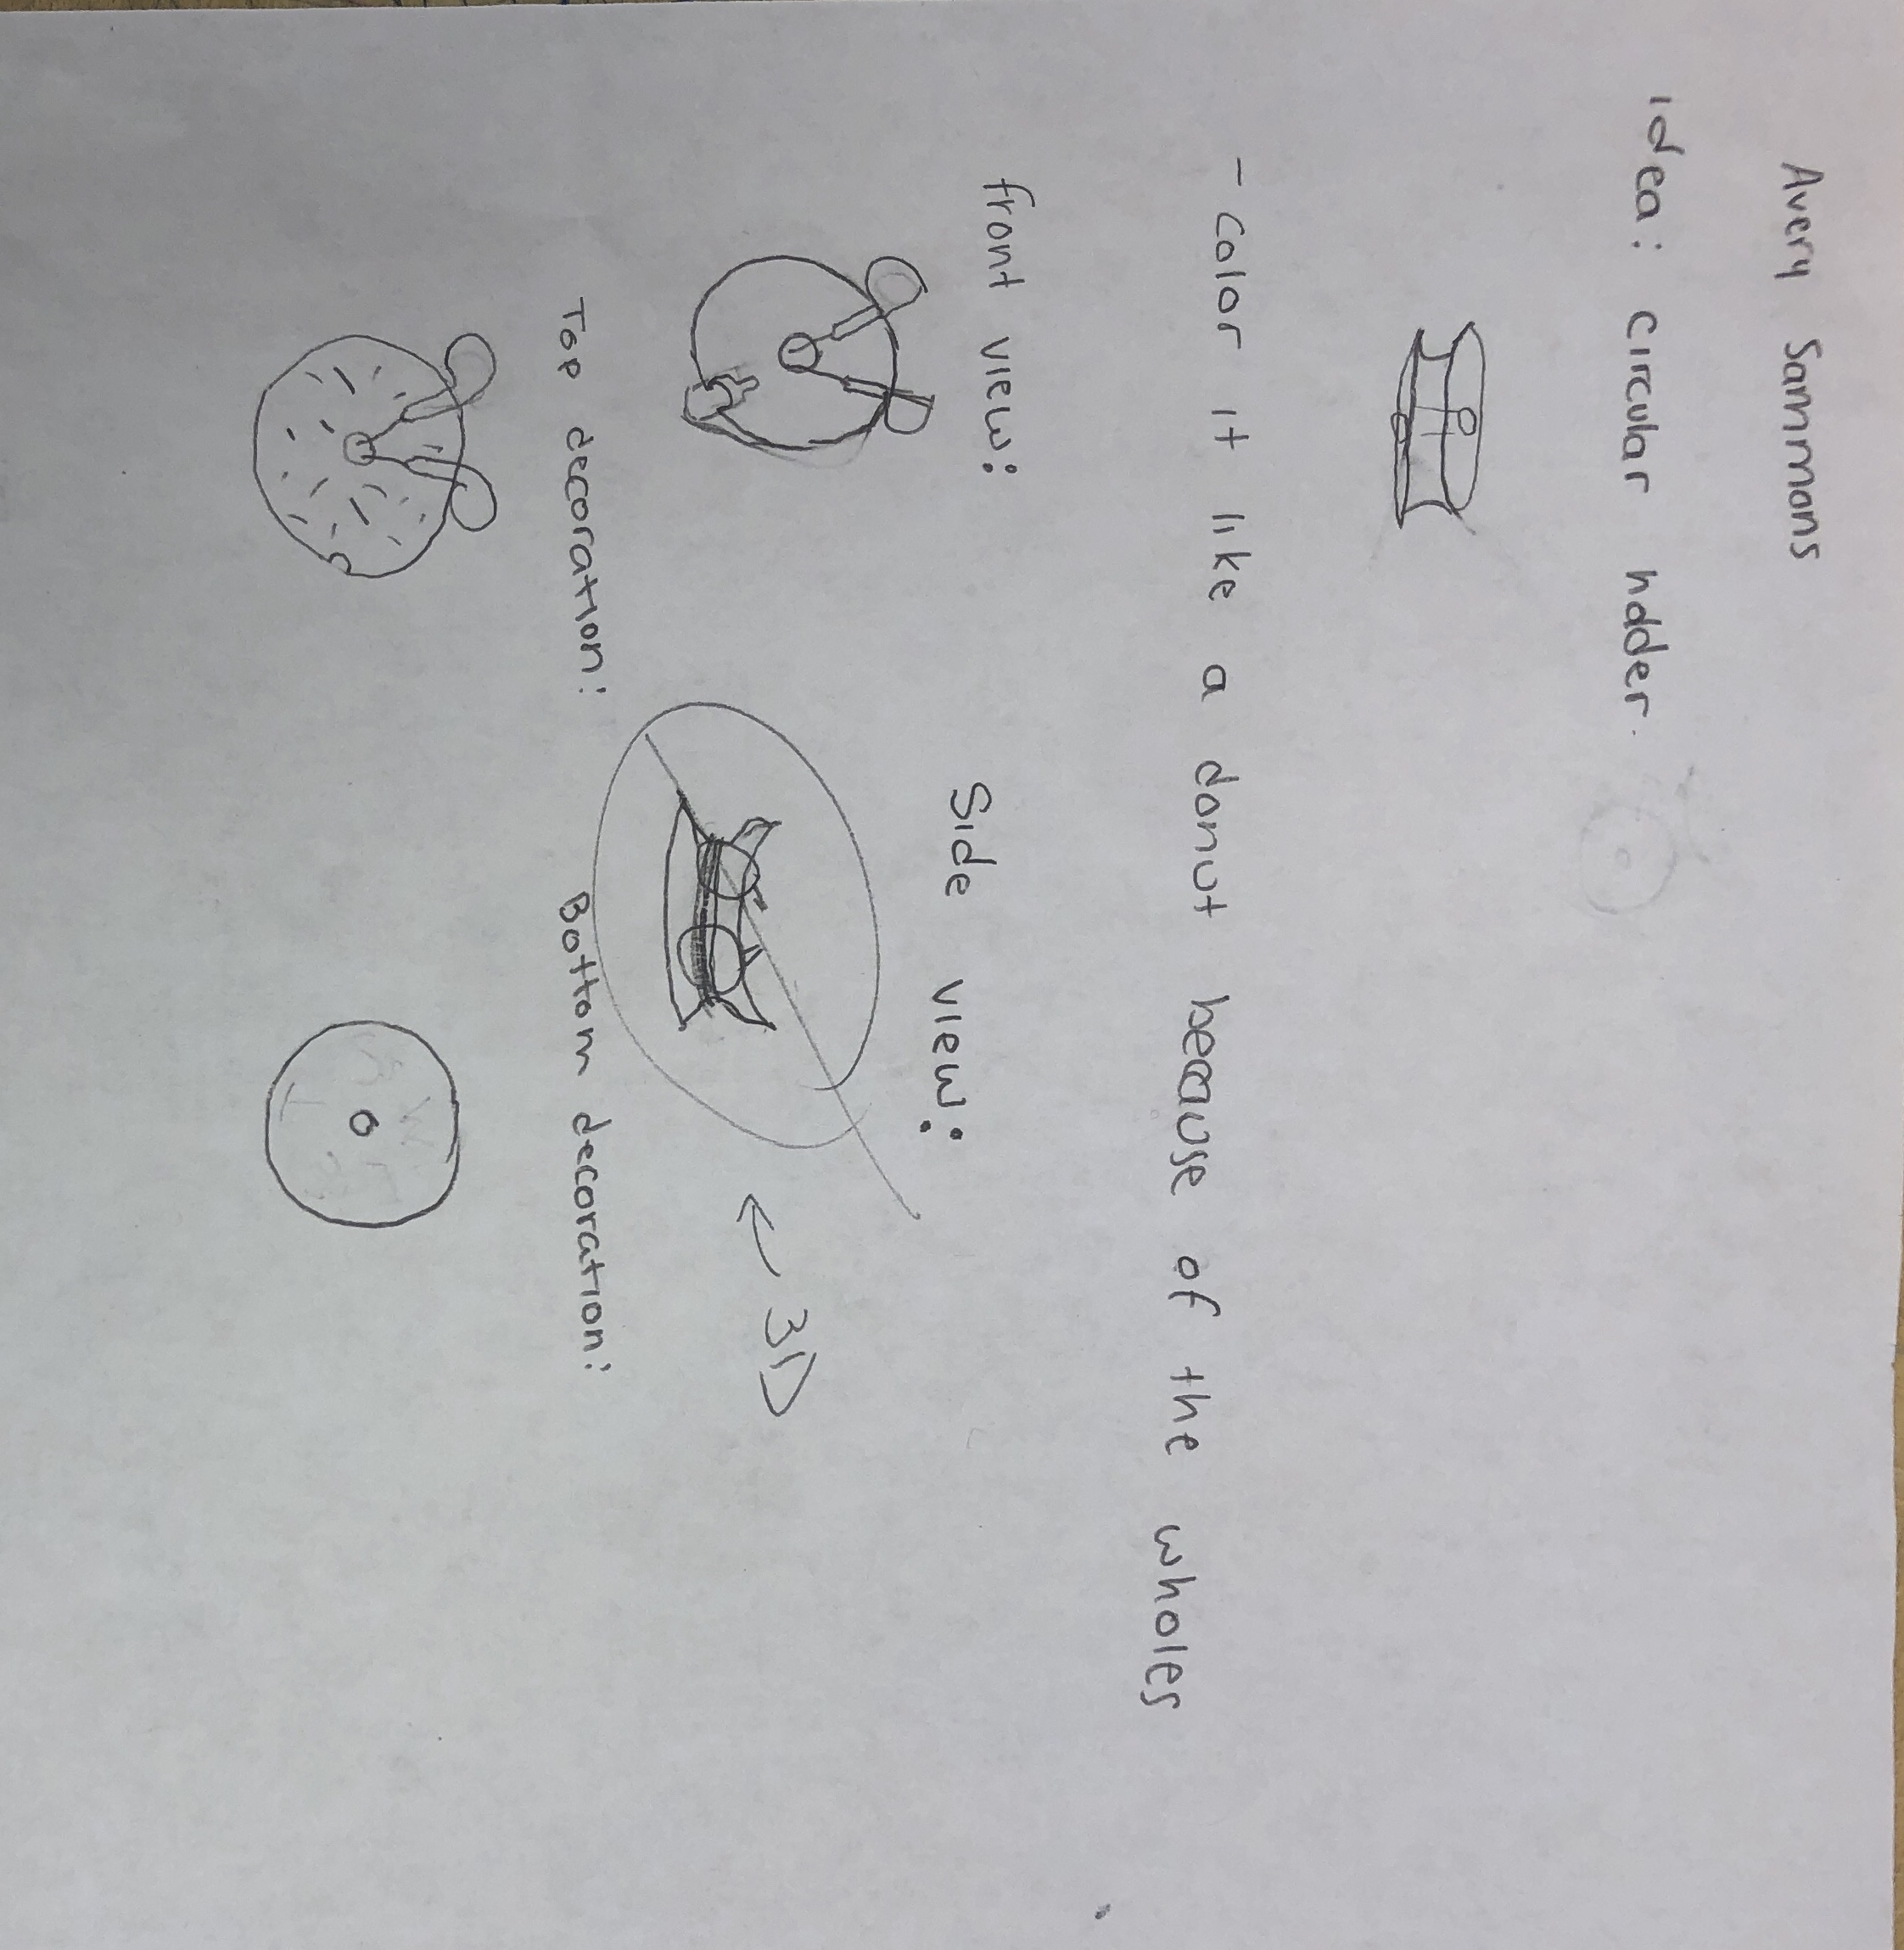 Avery Sammons
idea: circular holder.
- color it like a donut because of the wholes
front view:
Side view:
← 3D
Top decoration:
Bottom decoration: